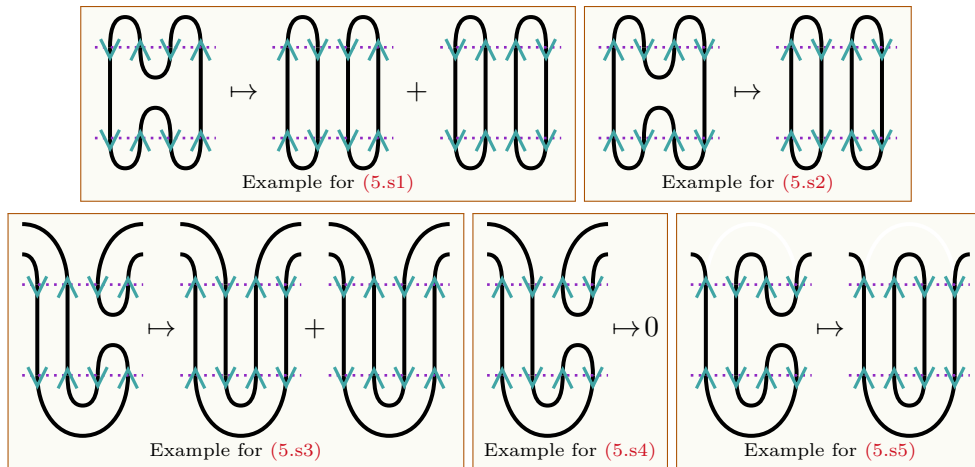 ↦ + ↦
Example for (5.s1) Example for (5.s2)
↦ + ↦0 ↦
Example for (5.s3) Example for (5.s4) Example for (5.s5)